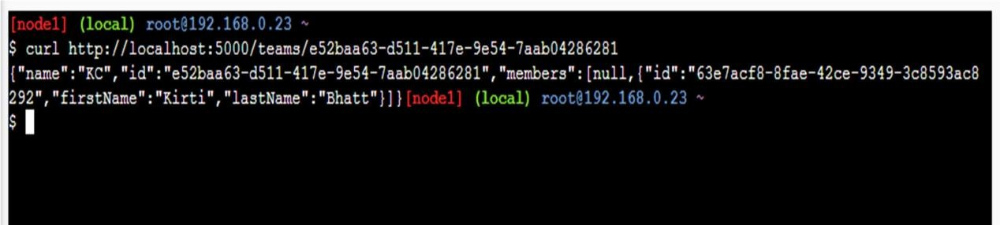 [node1] (local) root@192.168.0.23 ~
$ curl http://localhost:5000/teams/e52baa63-d511-417e-9e54-7aab04286281
{"name":"KC","id":"e52baa63-d511-417e-9e54-7aab04286281","members":[null,{"id":"63e7acf8-8fae-42ce-9349-3c8593ac8
292","firstName":"Kirti","lastName":"Bhatt"}]}[node1] (local) root@192.168.0.23 ~
$